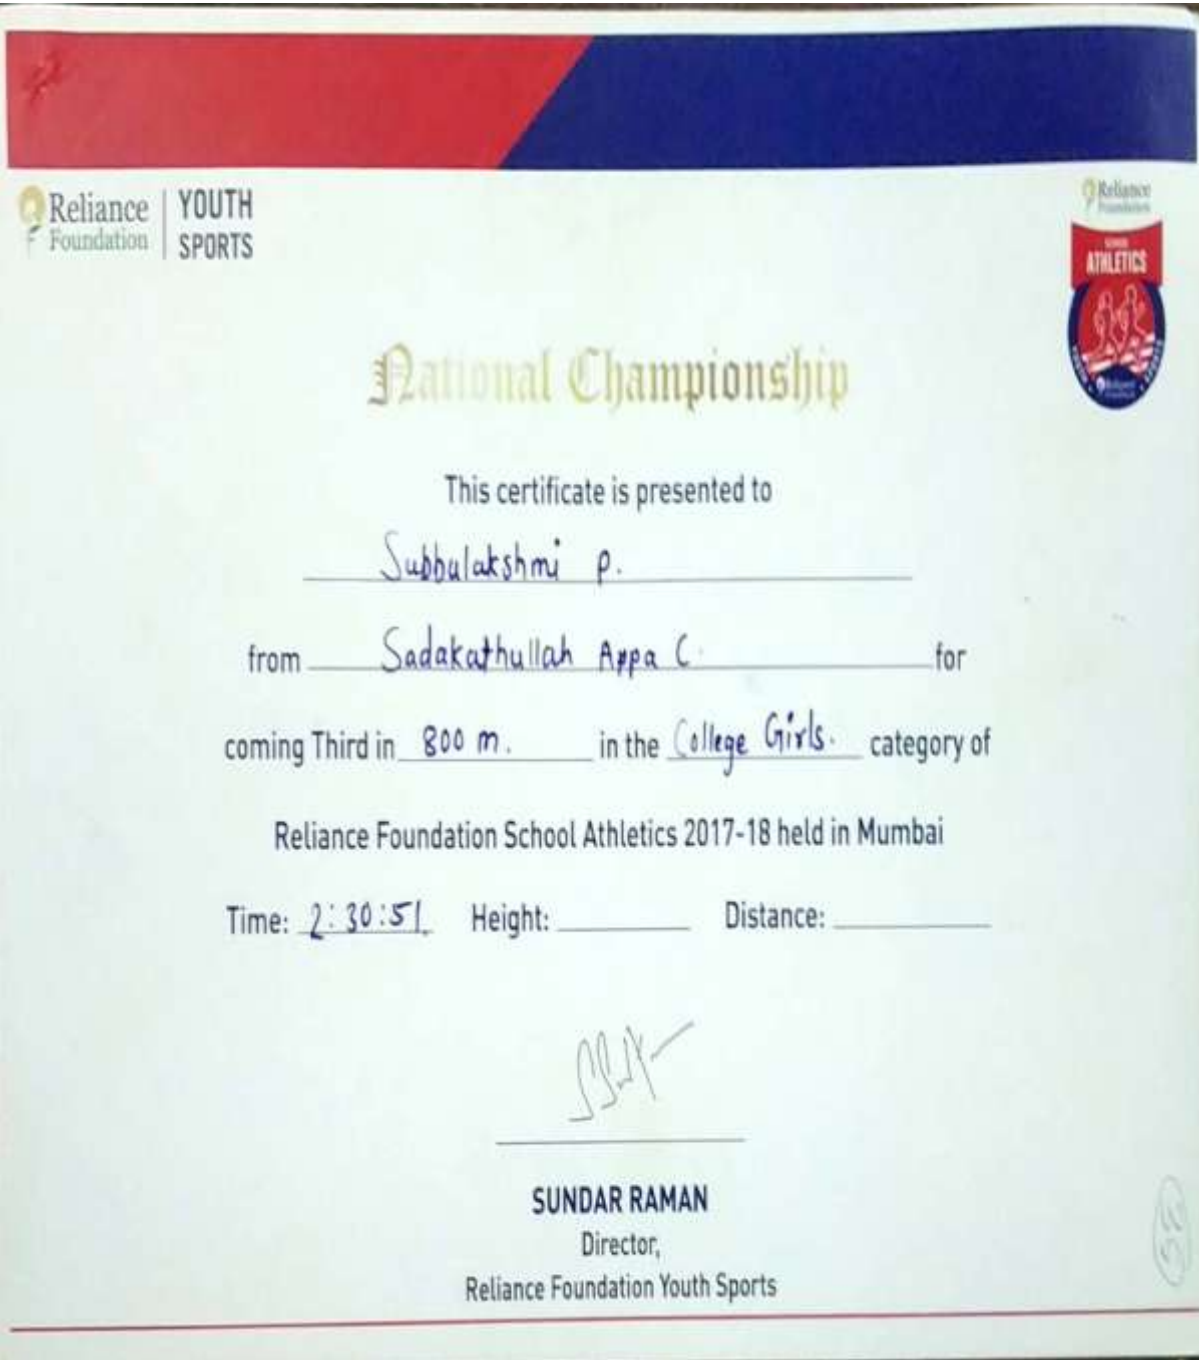 Reliance Foundation | YOUTH SPORTS
Reliance
Foundation
SCHOOL
ATHLETICS
National Championship
This certificate is presented to
Subbulakshmi P.
from Sadakathullah Appa C. for
coming Third in 800 m. in the College Girls. category of
Reliance Foundation School Athletics 2017-18 held in Mumbai
Time: 2:30:51 Height: Distance:
SUNDAR RAMAN
Director,
Reliance Foundation Youth Sports